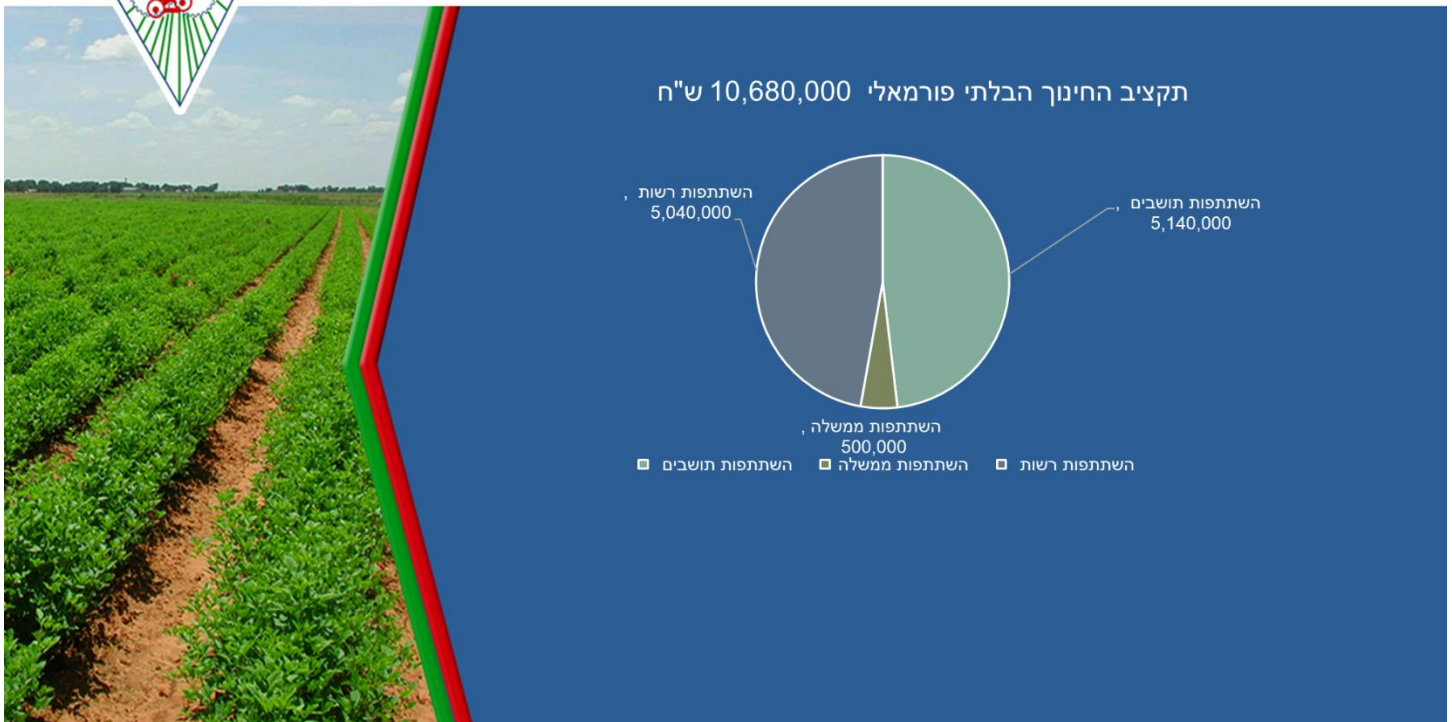 תקציב החינוך הבלתי פורמאלי 10,680,000 ש"ח
השתתפות תושבים ,
5,140,000
השתתפות רשות ,
5,040,000
השתתפות ממשלה ,
500,000
השתתפות תושבים
השתתפות ממשלה
השתתפות רשות